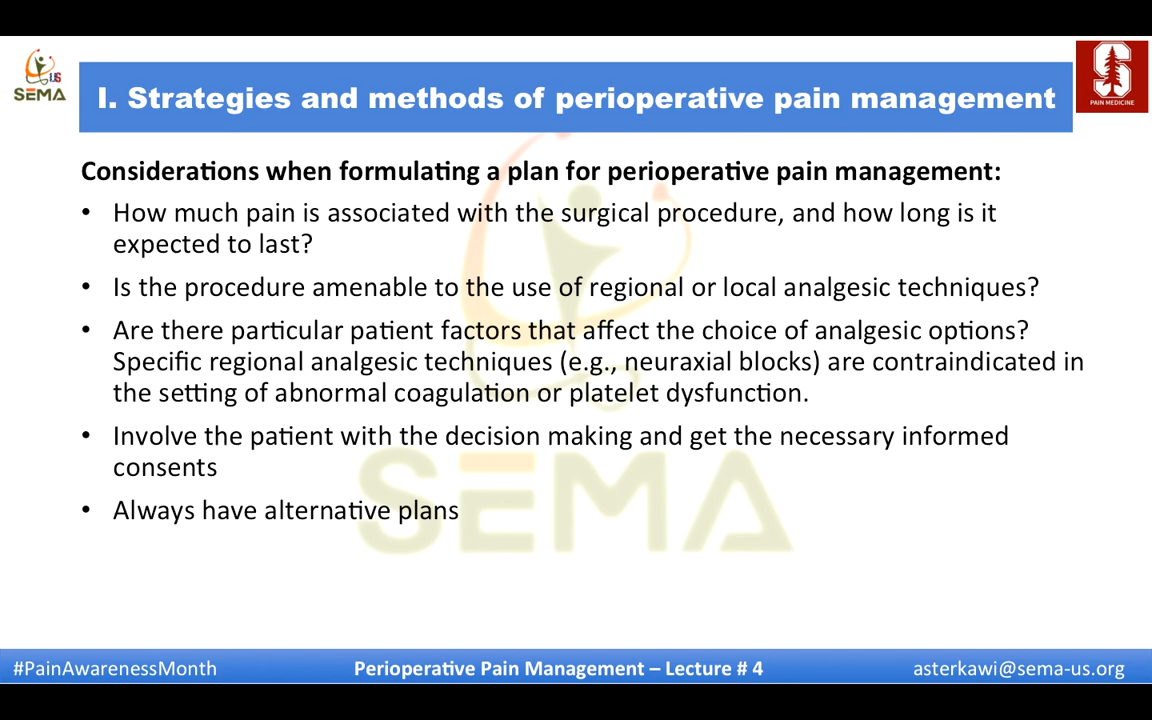 US
SEMA
I. Strategies and methods of perioperative pain management
S
PAIN MEDICINE
Considerations when formulating a plan for perioperative pain management:
• How much pain is associated with the surgical procedure, and how long is it
expected to last?
• Is the procedure amenable to the use of regional or local analgesic techniques?
• Are there particular patient factors that affect the choice of analgesic options?
Specific regional analgesic techniques (e.g., neuraxial blocks) are contraindicated in
the setting of abnormal coagulation or platelet dysfunction.
• Involve the patient with the decision making and get the necessary informed
consents
• Always have alternative plans
SEMA
#PainAwarenessMonth
Perioperative Pain Management – Lecture # 4
asterkawi@sema-us.org